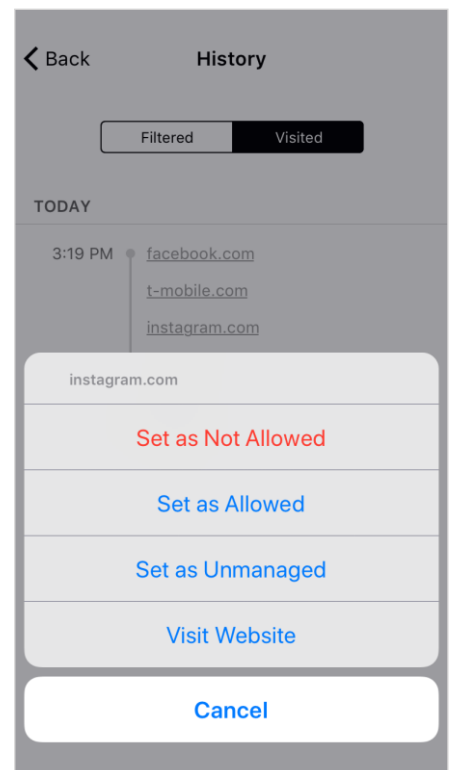 Back
History
Filtered
Visited
TODAY
3:19 PM
facebook.com
t-mobile.com
instagram.com
instagram.com
Set as Not Allowed
Set as Allowed
Set as Unmanaged
Visit Website
Cancel